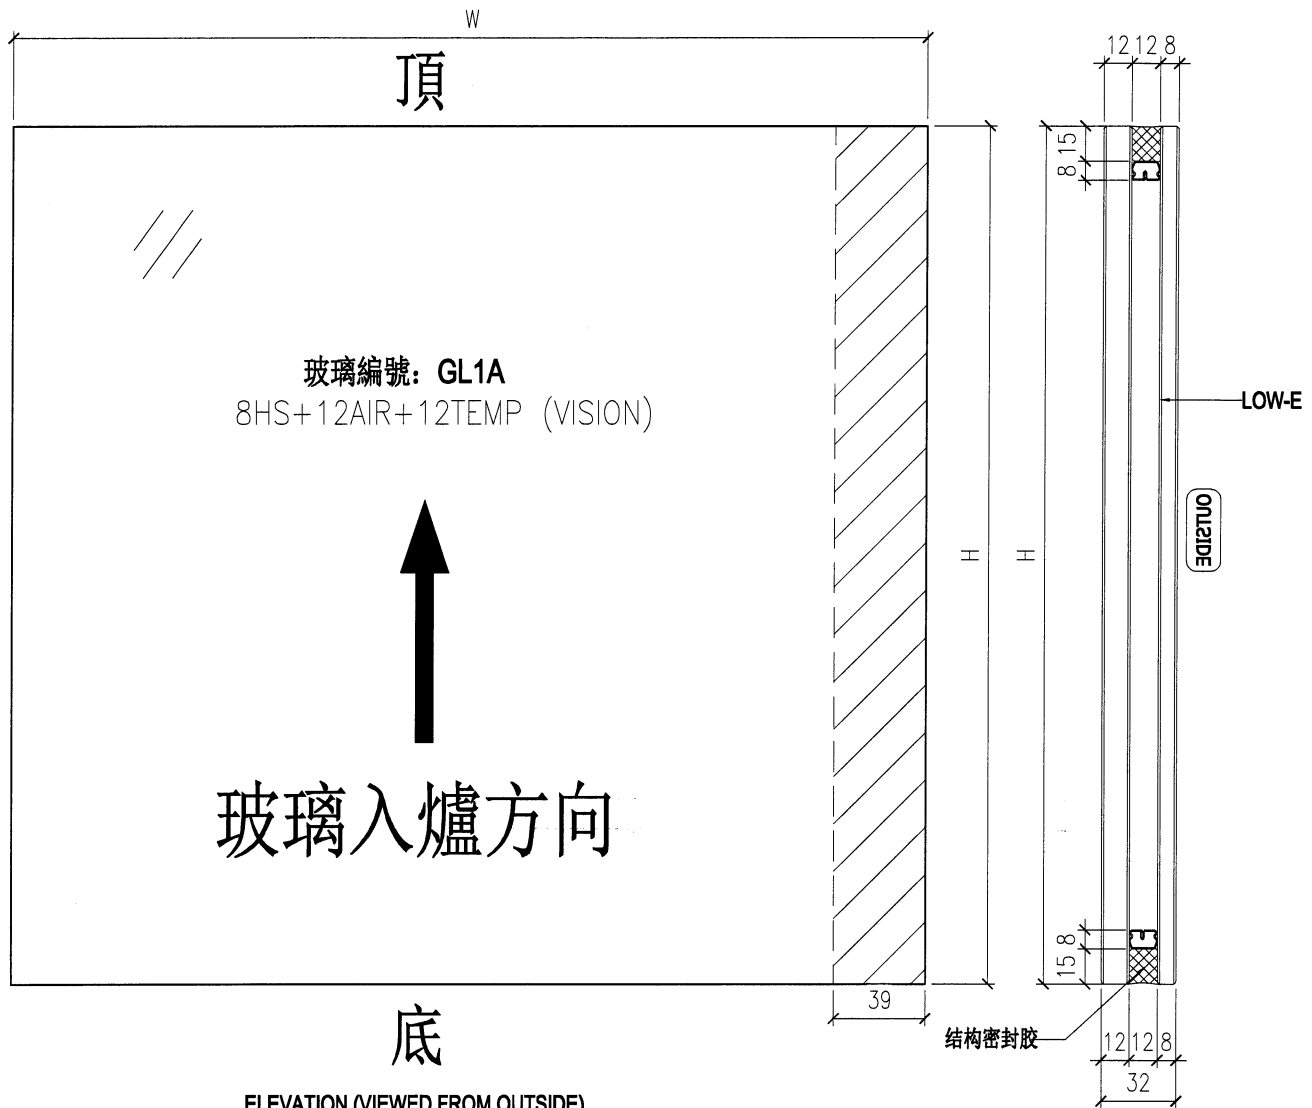 W
頂
12 12 8
15
8
玻璃編號：GL1A
8HS+12AIR+12TEMP (VISION)
LOW-E
OUTSIDE
H
H
玻璃入爐方向
8
15
39
底
结构密封胶
12 12 8
32
ELEVATION (VIEWED FROM OUTSIDE)